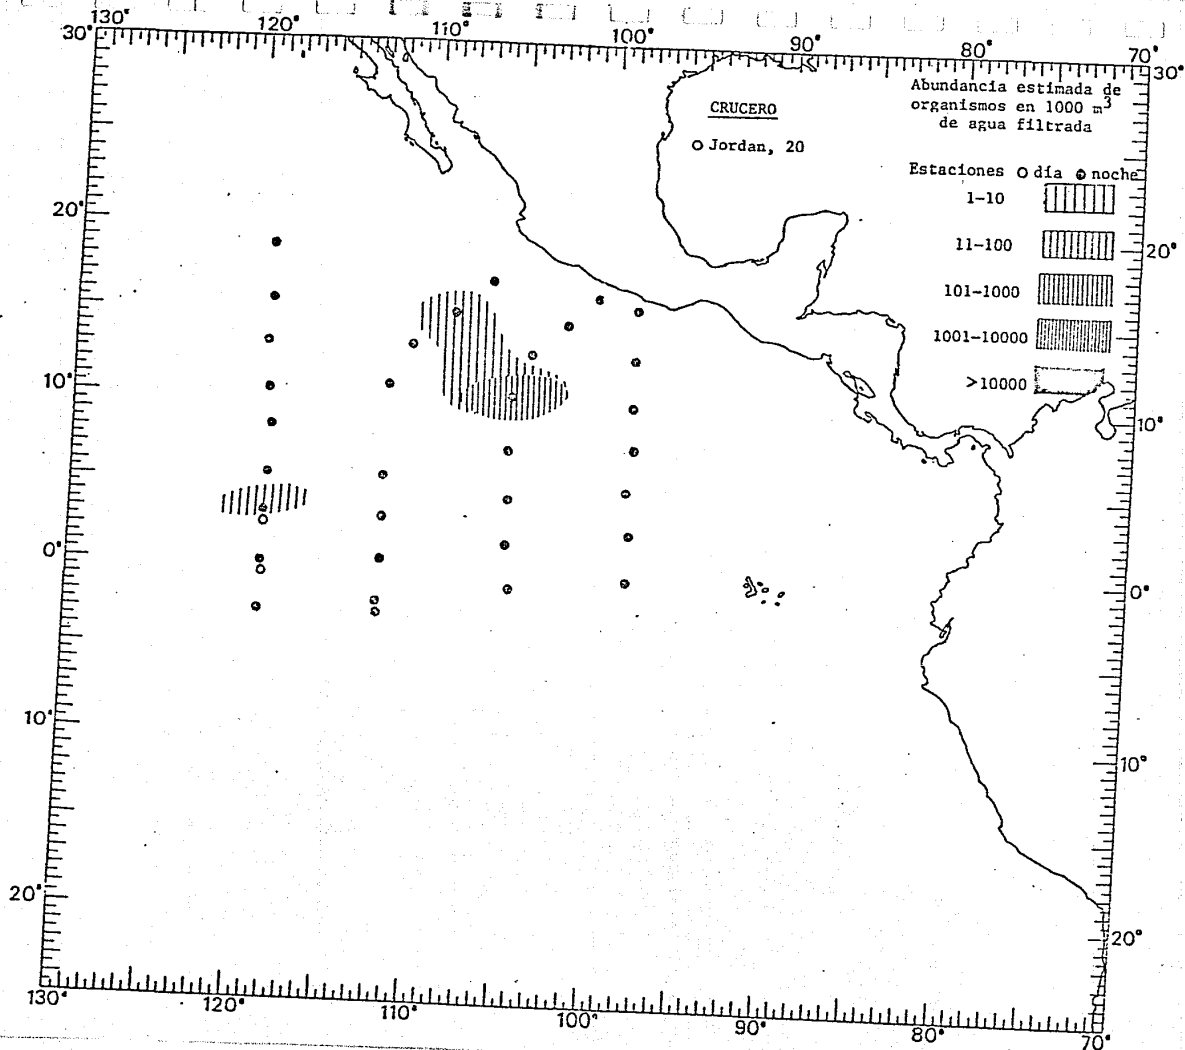 130° 120° 110° 100° 90° 80° 70°
30° 30°
Abundancia estimada de
organismos en 1000 m³
de agua filtrada
CRUCERO
Jordan, 20
Estaciones día noche
1-10
20°
11-100
20°
101-1000
1001-10000
>10000
10°
10°
0°
0°
10°
10°
20°
20°
130° 120° 110° 100° 90° 80° 70°